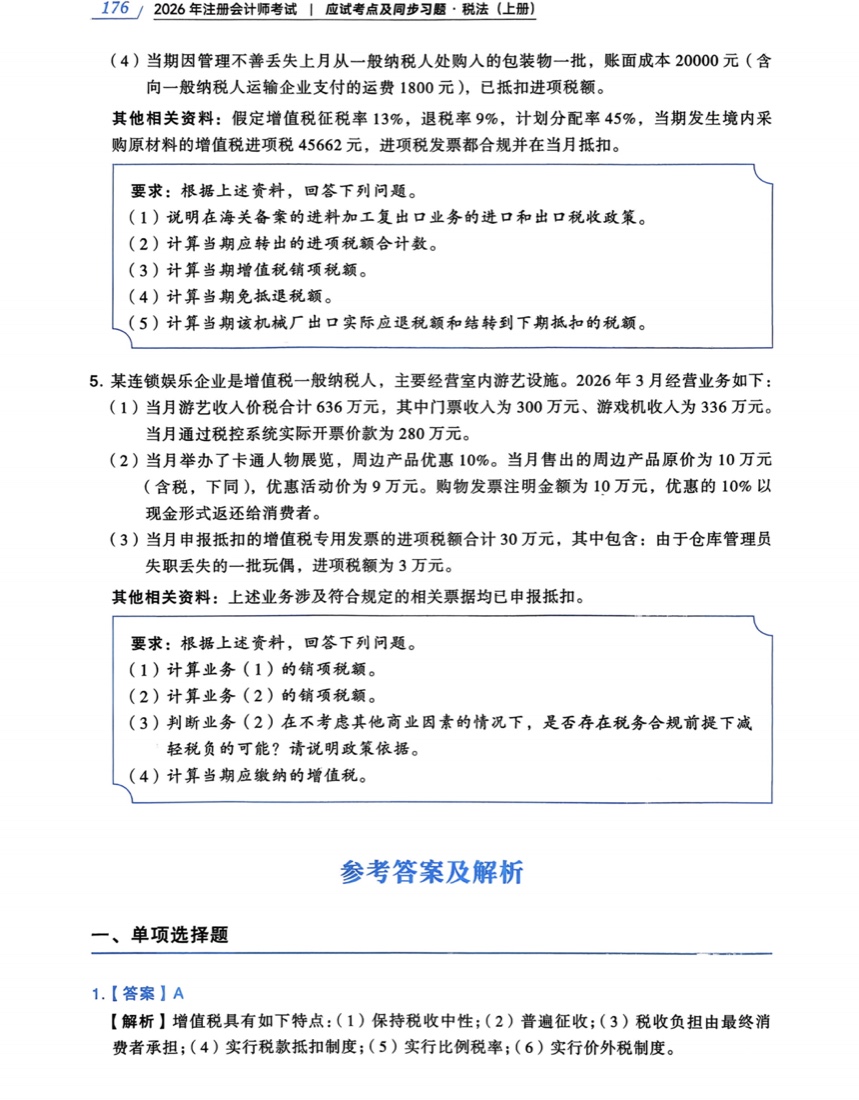 176 2026年注册会计师考试 | 应试考点及同步习题·税法（上册）
（4）当期因管理不善丢失上月从一般纳税人处购入的包装物一批，账面成本20000元（含
向一般纳税人运输企业支付的运费1800元），已抵扣进项税额。
其他相关资料：假定增值税征税率13%，退税率9%，计划分配率45%，当期发生境内采
购原材料的增值税进项税45662元，进项税发票都合规并在当月抵扣。
要求：根据上述资料，回答下列问题。
（1）说明在海关备案的进料加工复出口业务的进口和出口税收政策。
（2）计算当期应转出的进项税额合计数。
（3）计算当期增值税销项税额。
（4）计算当期免抵退税额。
（5）计算当期该机械厂出口实际应退税额和结转到下期抵扣的税额。
5. 某连锁娱乐企业是增值税一般纳税人，主要经营室内游艺设施。2026年3月经营业务如下：
（1）当月游艺收入价税合计636万元，其中门票收入为300万元、游戏机收入为336万元。
当月通过税控系统实际开票价款为280万元。
（2）当月举办了卡通人物展览，周边产品优惠10%。当月售出的周边产品原价为10万元
（含税，下同），优惠活动价为9万元。购物发票注明金额为10万元，优惠的10%以
现金形式返还给消费者。
（3）当月申报抵扣的增值税专用发票的进项税额合计30万元，其中包含：由于仓库管理员
失职丢失的一批玩偶，进项税额为3万元。
其他相关资料：上述业务涉及符合规定的相关票据均已申报抵扣。
要求：根据上述资料，回答下列问题。
（1）计算业务（1）的销项税额。
（2）计算业务（2）的销项税额。
（3）判断业务（2）在不考虑其他商业因素的情况下，是否存在税务合规前提下减
轻税负的可能？请说明政策依据。
（4）计算当期应缴纳的增值税。
参考答案及解析
一、单项选择题
1.【答案】A
【解析】增值税具有如下特点：（1）保持税收中性；（2）普遍征收；（3）税收负担由最终消
费者承担；（4）实行税款抵扣制度；（5）实行比例税率；（6）实行价外税制度。